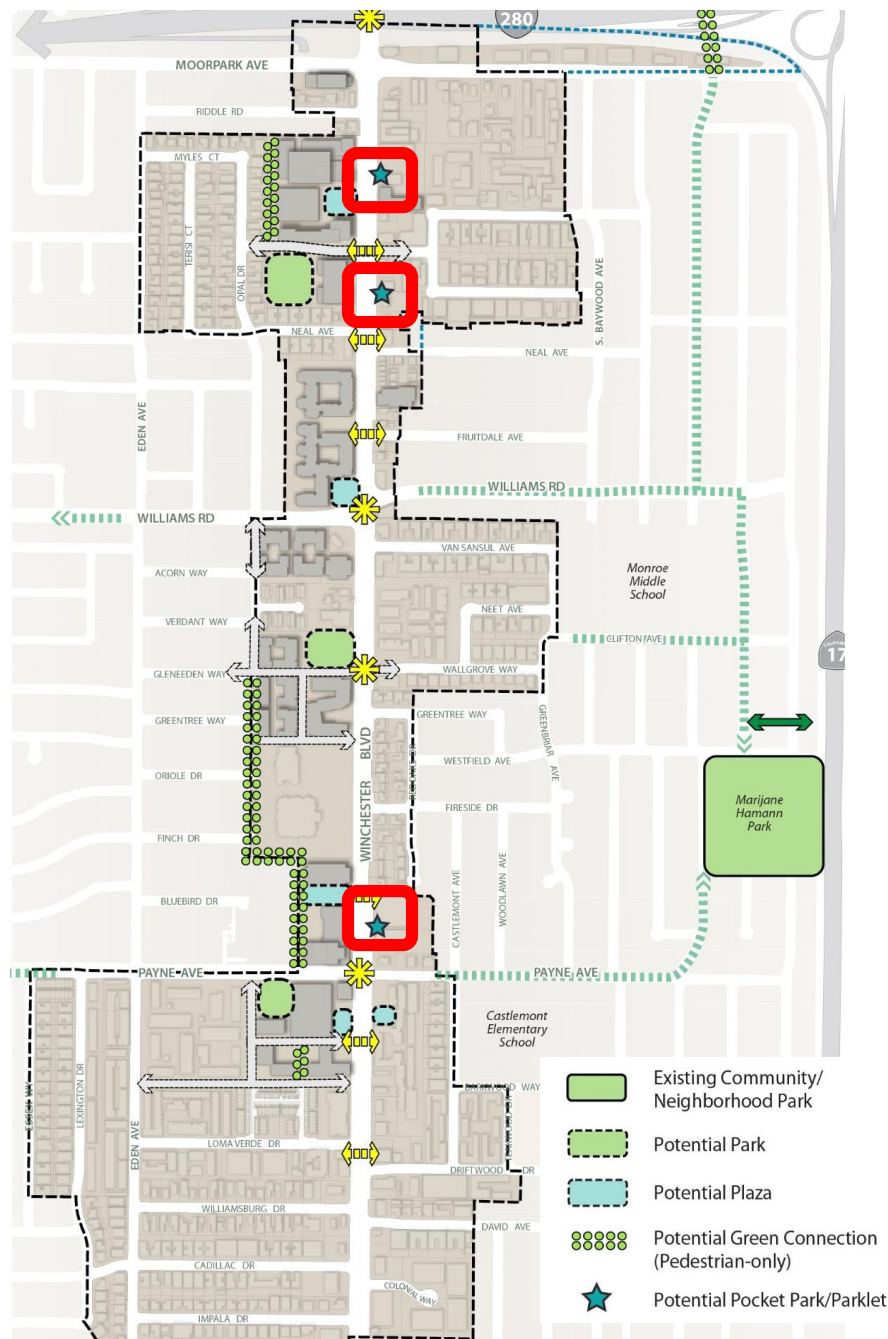 280
MOORPARK AVE
RIDDLE RD
MYLES CT
TERISI CT
OPAL DR
S. BAYWOOD AVE
NEAL AVE
NEAL AVE
EDEN AVE
FRUITDALE AVE
WILLIAMS RD
WILLIAMS RD
VAN SANSUL AVE
ACORN WAY
Monroe
Middle
School
NEET AVE
VERDANT WAY
CLIFTON AVE
17
GLENEEDEN WAY
WALLGROVE WAY
GREENTREE WAY
GREENTREE WAY
GREENBRIAR AVE
WINCHESTER BLVD
WESTFIELD AVE
ORIOLE DR
Marijane
Hamann
Park
FIRESIDE DR
FINCH DR
CASTLEMONT AVE
WOODLAWN AVE
BLUEBIRD DR
PAYNE AVE
PAYNE AVE
Castlemont
Elementary
School
LEXINGTON DR
EDEN AVE
WAY
LOMA VERDE DR
DRIFTWOOD DR
WILLIAMSBURG DR
DAVID AVE
CADILLAC DR
COLONIAL WAY
IMPALA DR
Existing Community/
Neighborhood Park
Potential Park
Potential Plaza
Potential Green Connection
(Pedestrian-only)
Potential Pocket Park/Parklet